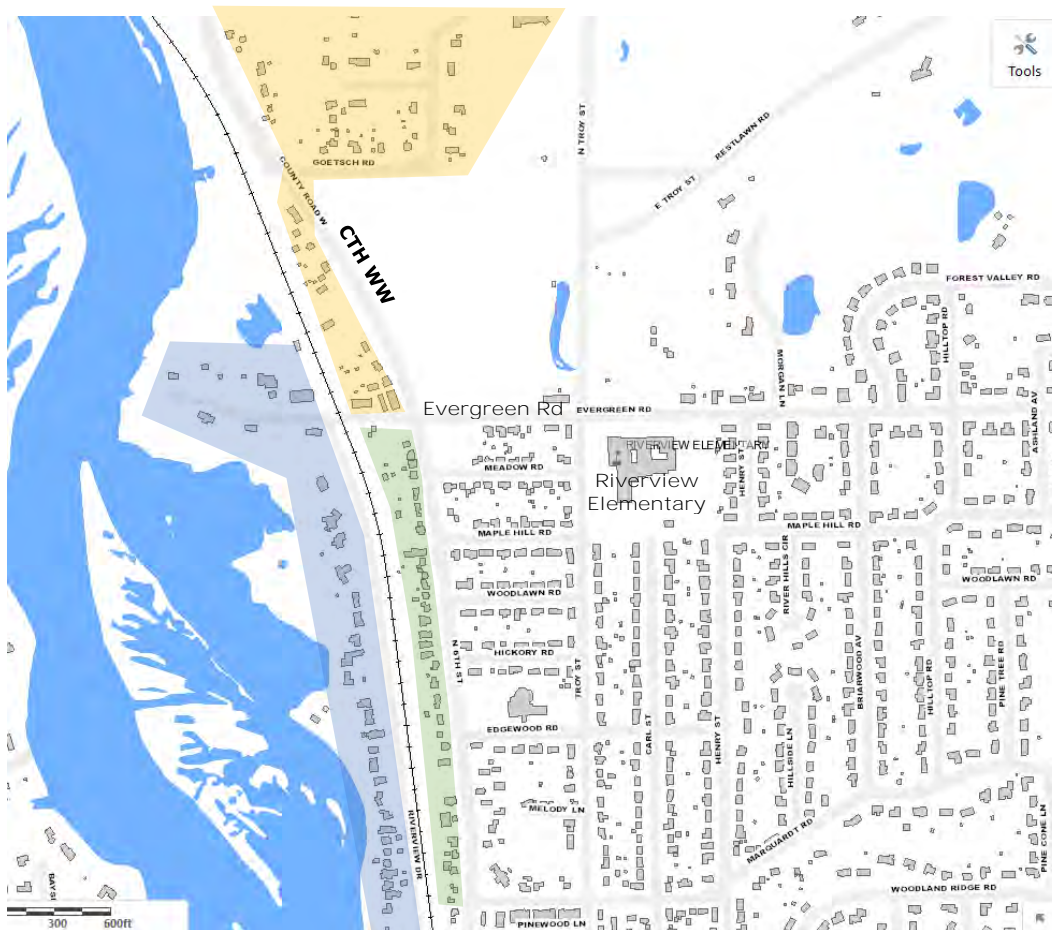 Tools
N TROY ST
RESTLAWN RD
GOETSCH RD
COUNTY ROAD W
E TROY ST
CTH WW
FOREST VALLEY RD
HILLTOP RD
MORGAN LN
ASHLAND AV
Evergreen Rd
EVERGREEN RD
RIVERVIEW ELEMENTARY
MEADOW RD
HENRY ST
Riverview
Elementary
MAPLE HILL RD
MAPLE HILL RD
RIVER HILLS CIR
WOODLAWN RD
WOODLAWN RD
N 6TH ST
HICKORY RD
TROY ST
BRIARWOOD AV
HILLTOP RD
PINE TREE RD
EDGEWOOD RD
CARL ST
HENRY ST
HILLSIDE LN
MELODY LN
RIVERVIEW DR
MARQUARDT RD
PINE CONE LN
WOODLAND RIDGE RD
300
600ft
PINEWOOD LN